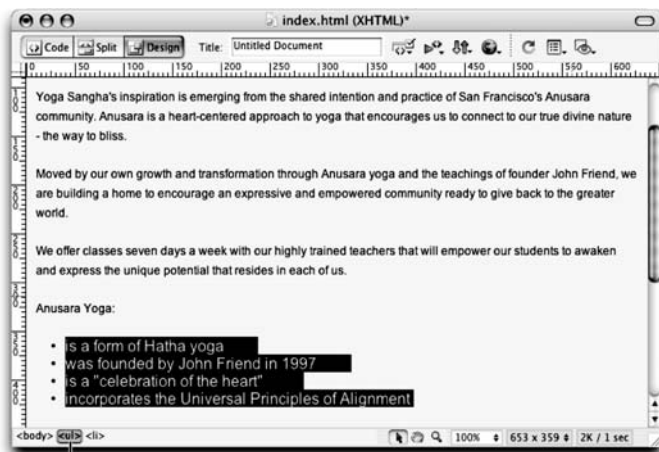 index.html (XHTML)*
Code Split Design Title: Untitled Document
0 50 100 150 200 250 300 350 400 450 500 550 600
Yoga Sangha's inspiration is emerging from the shared intention and practice of San Francisco's Anusara
community. Anusara is a heart-centered approach to yoga that encourages us to connect to our true divine nature
- the way to bliss.
Moved by our own growth and transformation through Anusara yoga and the teachings of founder John Friend, we
are building a home to encourage an expressive and empowered community ready to give back to the greater
world.
We offer classes seven days a week with our highly trained teachers that will empower our students to awaken
and express the unique potential that resides in each of us.
Anusara Yoga:
• is a form of Hatha yoga
• was founded by John Friend in 1997
• is a "celebration of the heart"
• incorporates the Universal Principles of Alignment
<body> <ul> <li> 100% 653 x 359 2K / 1 sec